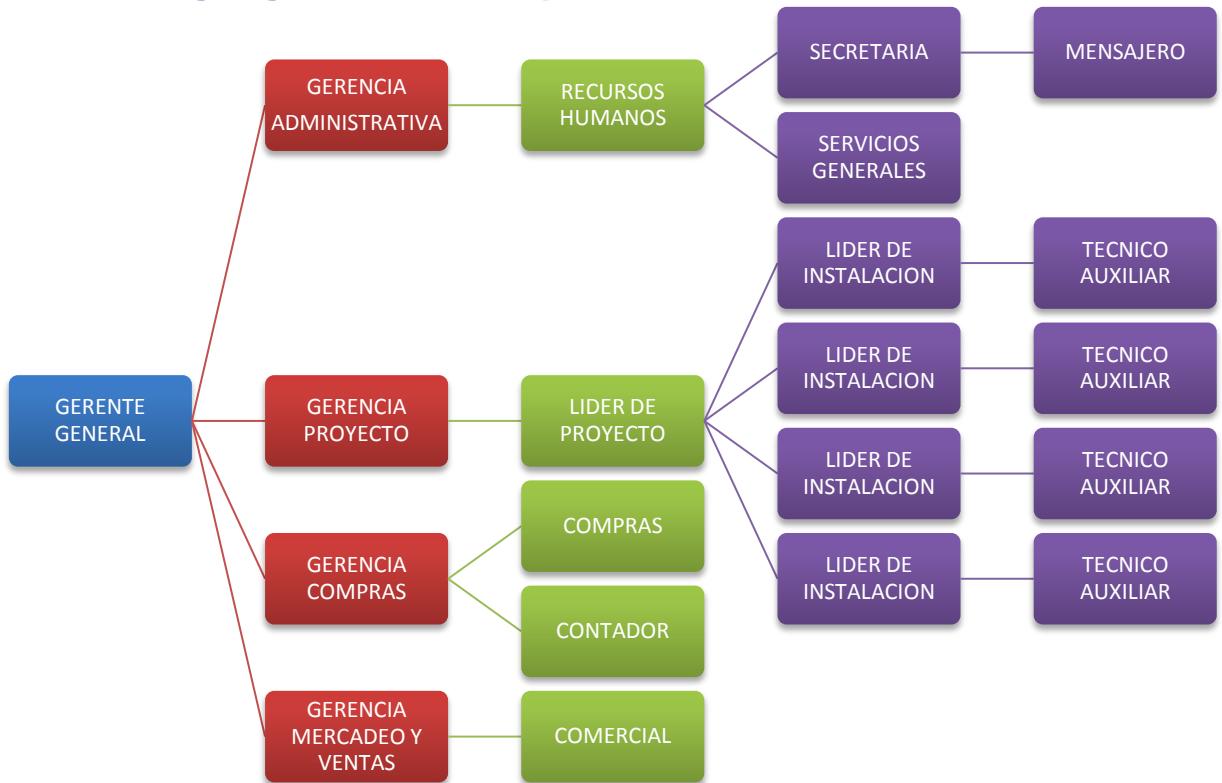 SECRETARIA
MENSAJERO
GERENCIA
ADMINISTRATIVA
RECURSOS
HUMANOS
SERVICIOS
GENERALES
LIDER DE
INSTALACION
TECNICO
AUXILIAR
LIDER DE
INSTALACION
TECNICO
AUXILIAR
GERENTE
GENERAL
GERENCIA
PROYECTO
LIDER DE
PROYECTO
LIDER DE
INSTALACION
TECNICO
AUXILIAR
COMPRAS
GERENCIA
COMPRAS
LIDER DE
INSTALACION
TECNICO
AUXILIAR
CONTADOR
GERENCIA
MERCADEO Y
VENTAS
COMERCIAL